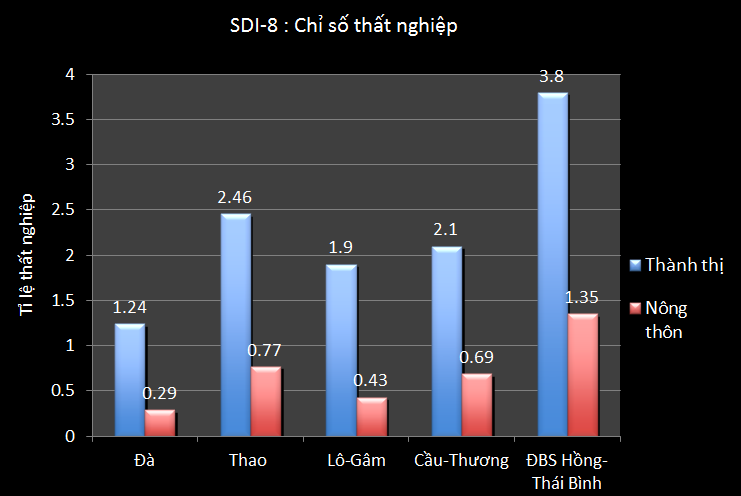 SDI-8 : Chỉ số thất nghiệp
Tỉ lệ thất nghiệp
4
3.5
3
2.5
2
1.5
1
0.5
0
1.24
0.29
2.46
0.77
1.9
0.43
2.1
0.69
3.8
1.35
Đà
Thao
Lô-Gâm
Cầu-Thương
ĐBS Hồng-
Thái Bình
Thành thị
Nông
thôn